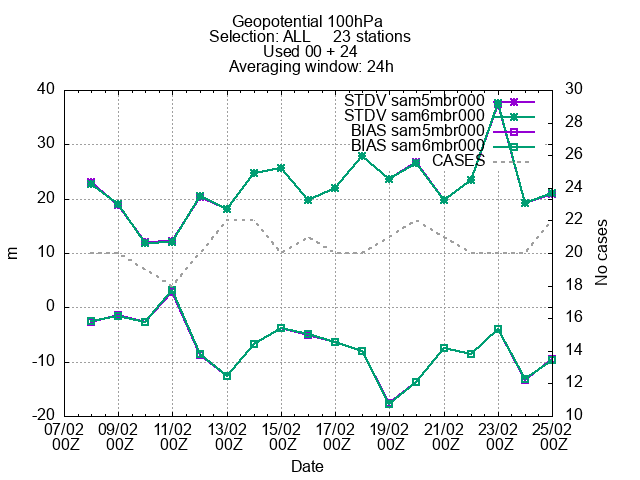 Geopotential 100hPa
Selection: ALL 23 stations
Used 00 + 24
Averaging window: 24h
STDV sam5mbr000
STDV sam6mbr000
BIAS sam5mbr000
BIAS sam6mbr000
CASES
40
30
20
10
0
-10
-20
m
30
28
26
24
22
20
18
16
14
12
10
No cases
07/02 09/02 11/02 13/02 15/02 17/02 19/02 21/02 23/02 25/02
00Z 00Z 00Z 00Z 00Z 00Z 00Z 00Z 00Z 00Z
Date